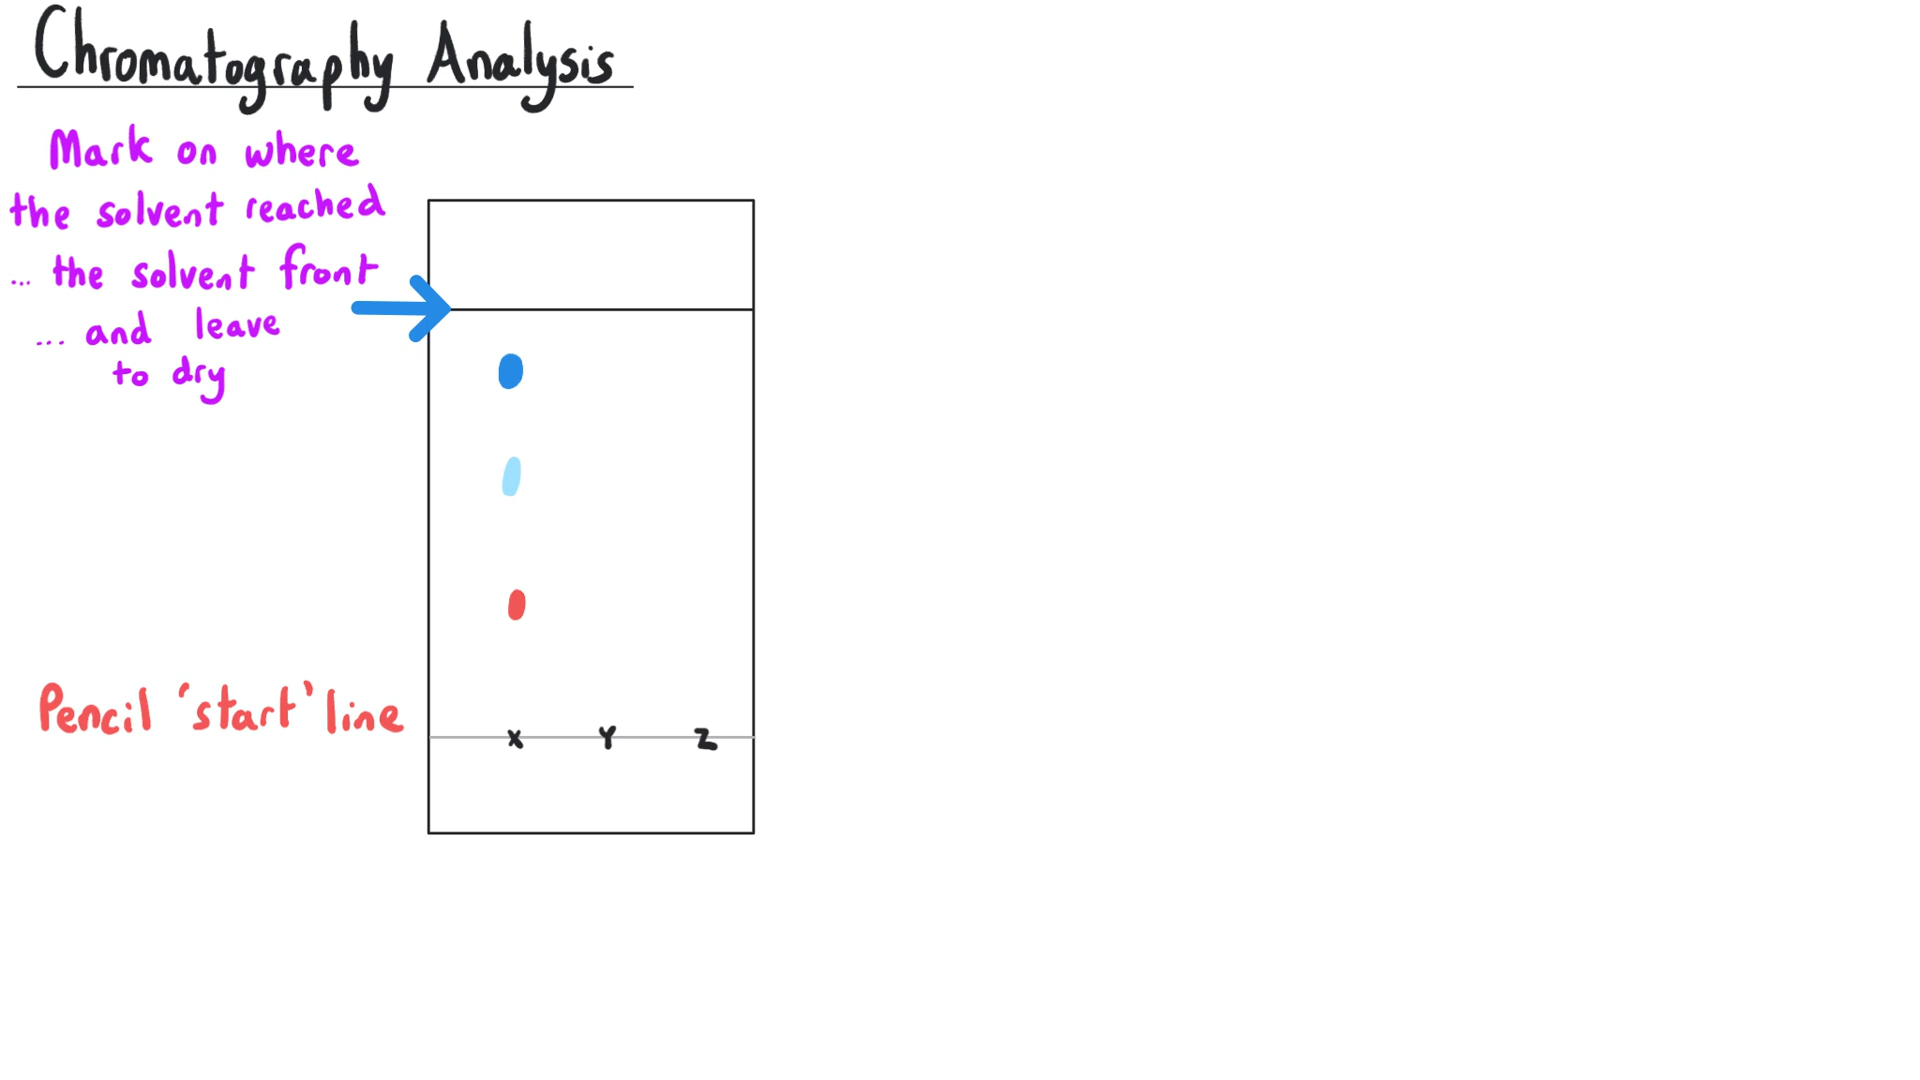 Chromatography Analysis
Mark on where
the solvent reached
... the solvent front
... and leave
to dry
Pencil 'start' line
X Y Z